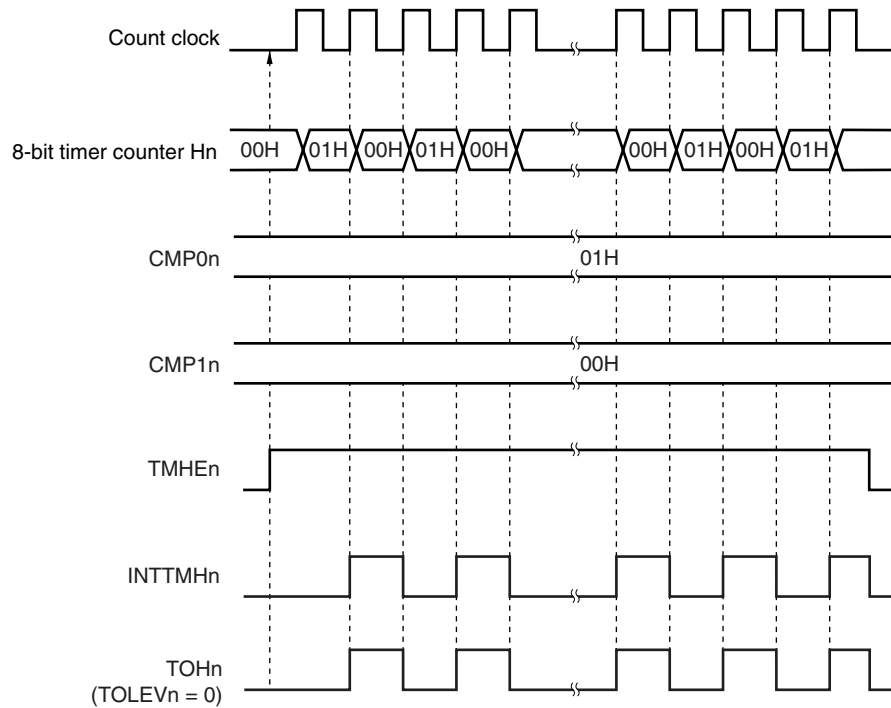 Count clock
8-bit timer counter Hn 00H 01H 00H 01H 00H 00H 01H 00H 01H
CMP0n 01H
CMP1n 00H
TMHEn
INTTMHn
TOHn
(TOLEVn = 0)